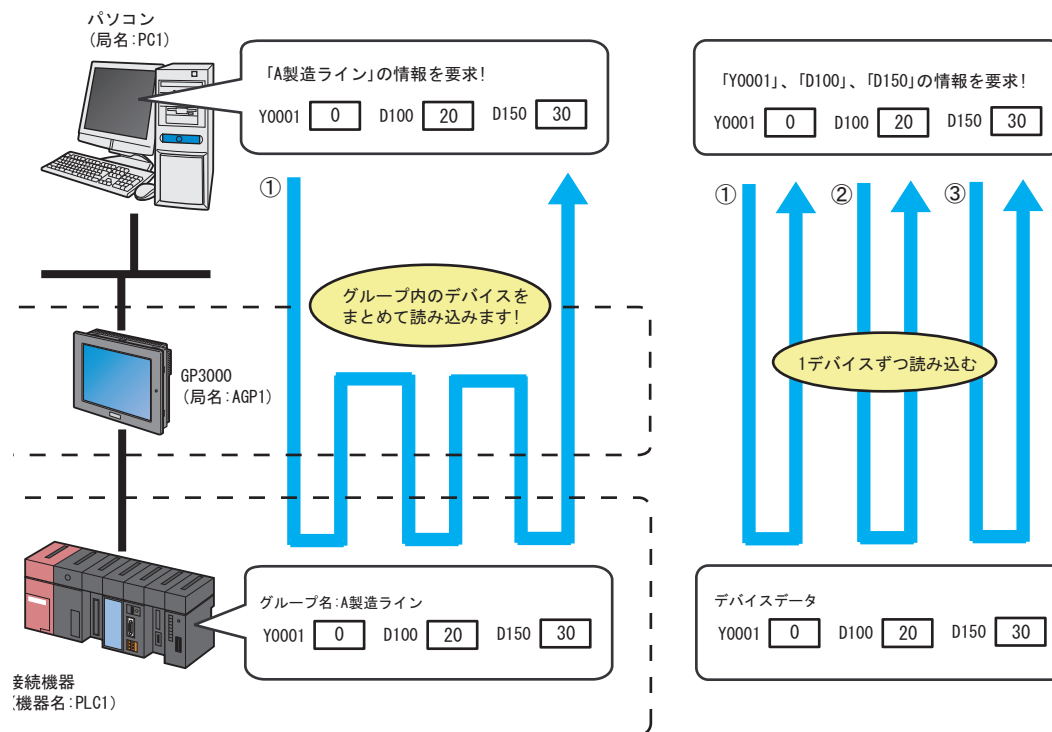 パソコン
(局名:PC1)
「A製造ライン」の情報を要求!
Y0001 0 D100 20 D150 30
①
グループ内のデバイスを
まとめて読み込みます!
GP3000
(局名:AGP1)
グループ名:A製造ライン
Y0001 0 D100 20 D150 30
接続機器
(機器名:PLC1)
「Y0001」、「D100」、「D150」の情報を要求!
Y0001 0 D100 20 D150 30
① ② ③
1デバイスずつ読み込む
デバイスデータ
Y0001 0 D100 20 D150 30